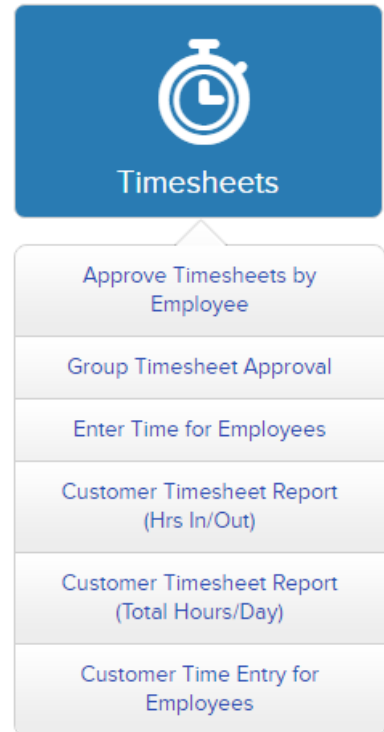 Timesheets
Approve Timesheets by
Employee
Group Timesheet Approval
Enter Time for Employees
Customer Timesheet Report
(Hrs In/Out)
Customer Timesheet Report
(Total Hours/Day)
Customer Time Entry for
Employees